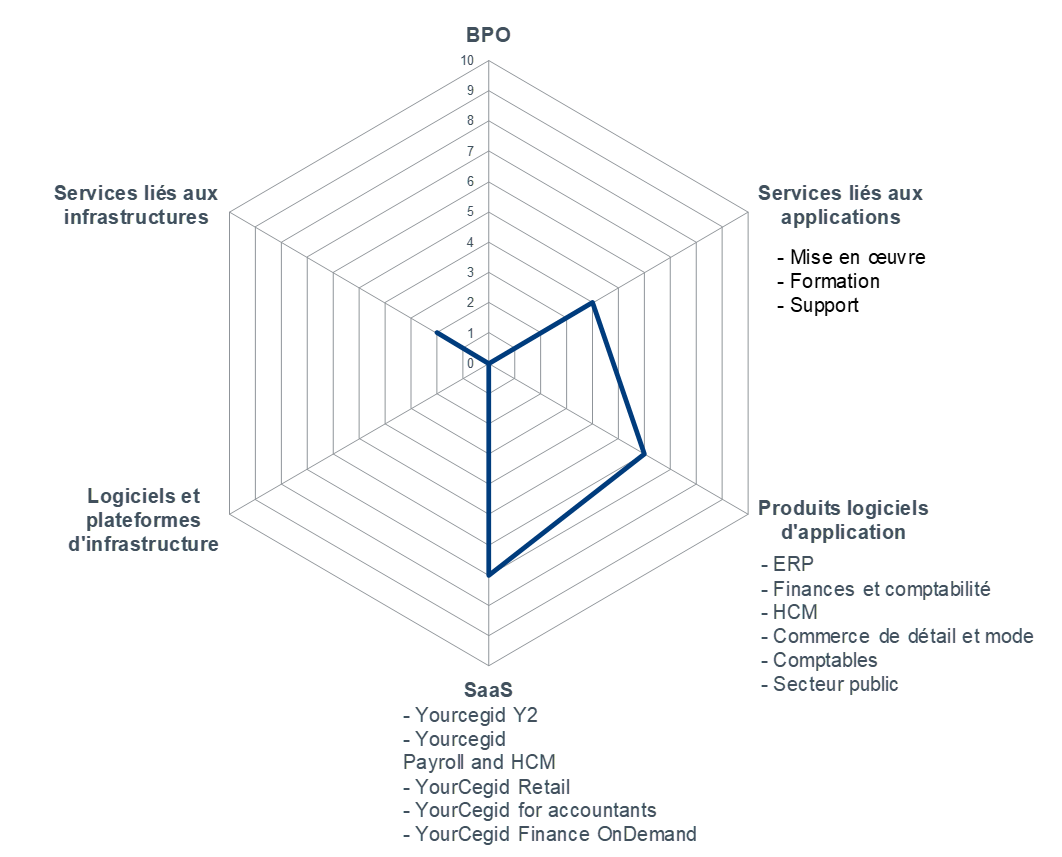 BPO
10
9
8
7
6
5
4
3
2
1
0
Services liés aux
infrastructures
Services liés aux
applications
- Mise en œuvre
- Formation
- Support
Logiciels et
plateformes
d'infrastructure
Produits logiciels
d'application
- ERP
- Finances et comptabilité
- HCM
- Commerce de détail et mode
- Comptables
- Secteur public
SaaS
- Yourcegid Y2
- Yourcegid
Payroll and HCM
- YourCegid Retail
- YourCegid for accountants
- YourCegid Finance OnDemand